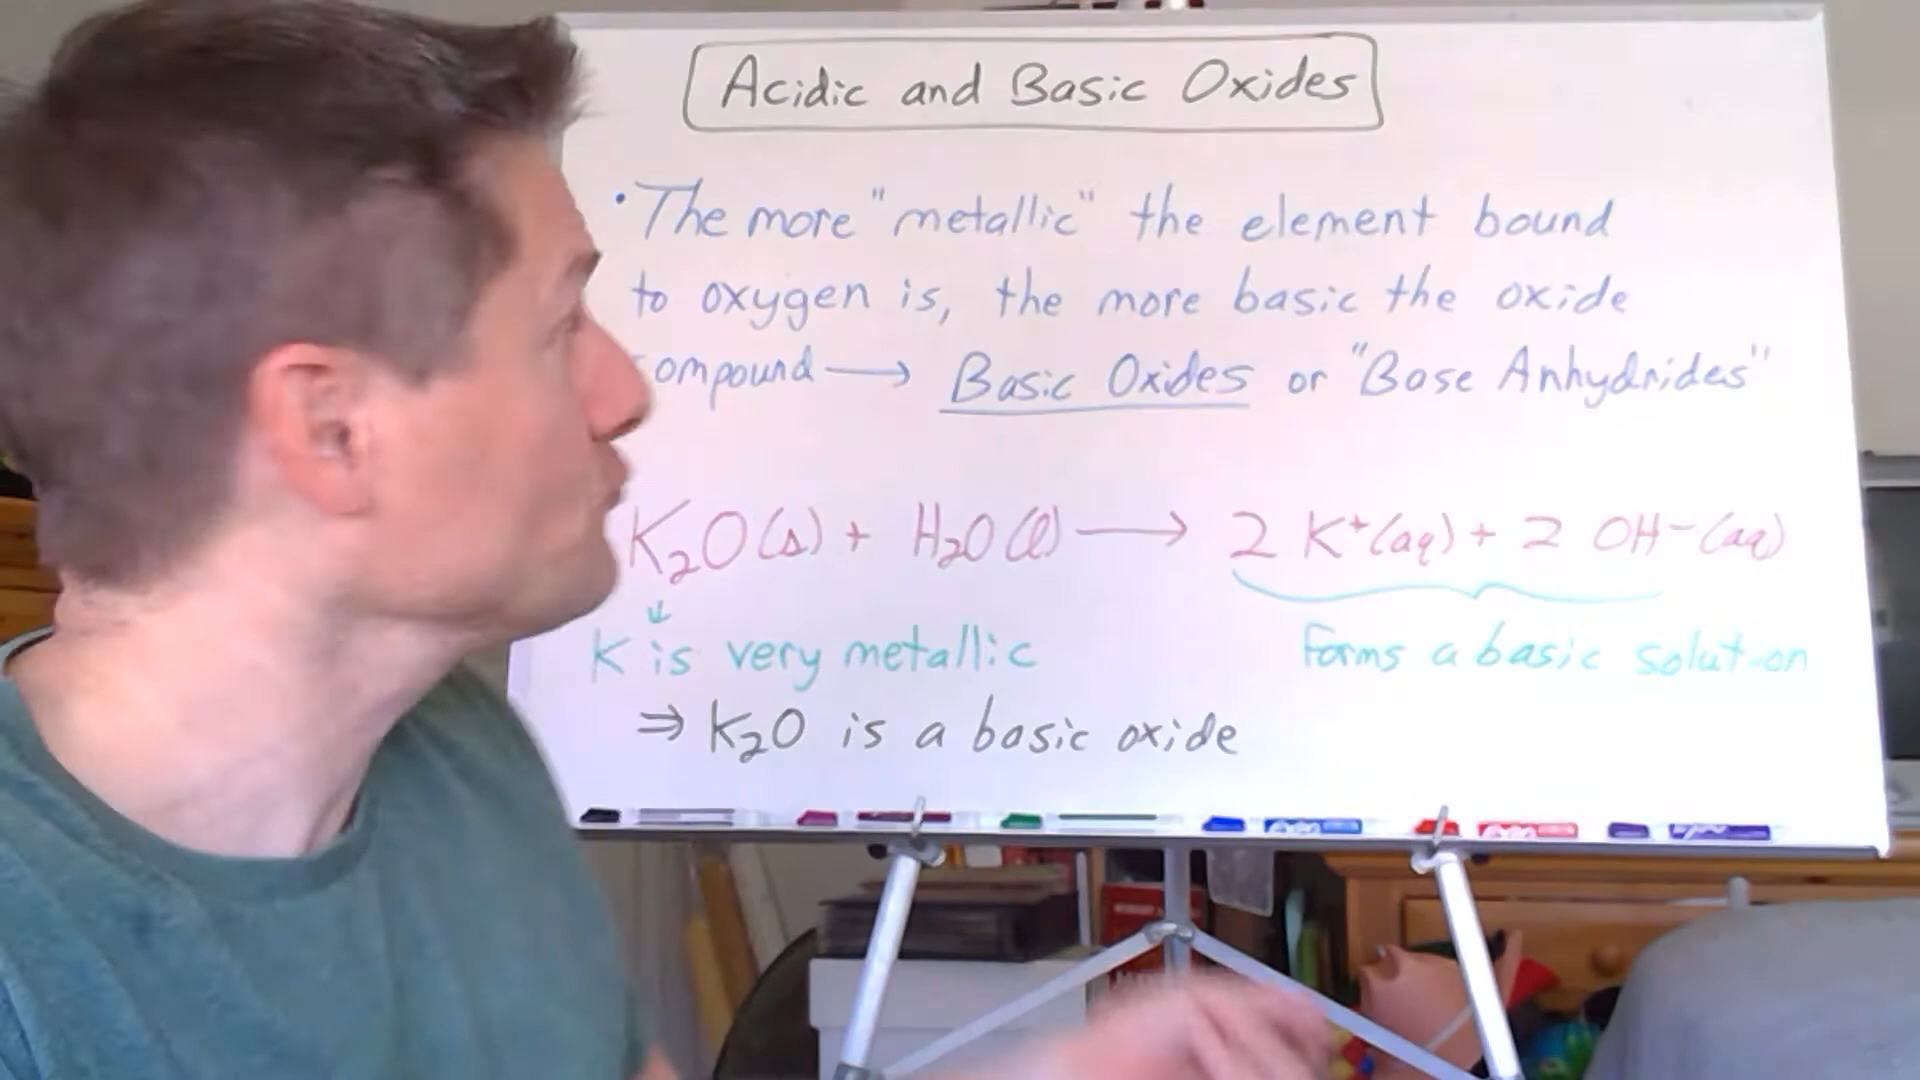 Acidic and Basic Oxides
• The more "metallic" the element bound
to oxygen is, the more basic the oxide
ompound ⟶ Basic Oxides or "Base Anhydrides"
K₂O(s) + H₂O(l) ⟶ 2 K⁺(aq) + 2 OH⁻(aq)
↓
K is very metallic
forms a basic solution
⇒ K₂O is a basic oxide